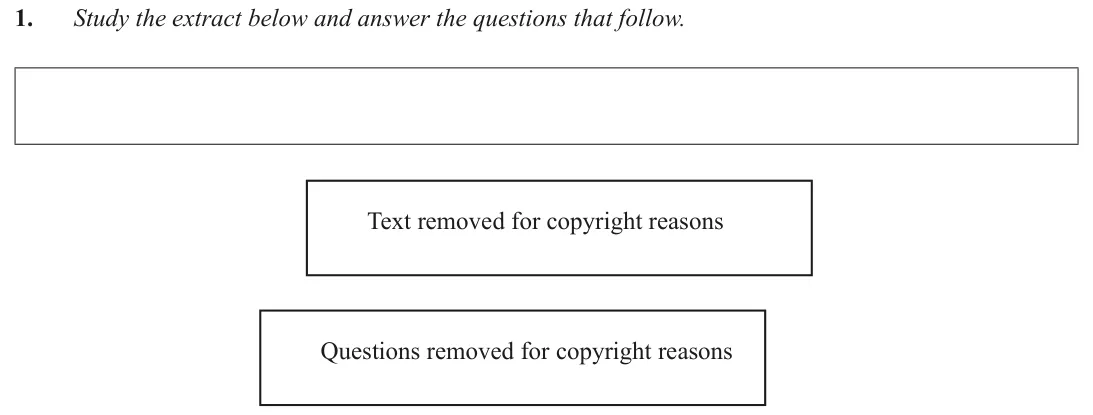 1. Study the extract below and answer the questions that follow.
Text removed for copyright reasons
Questions removed for copyright reasons